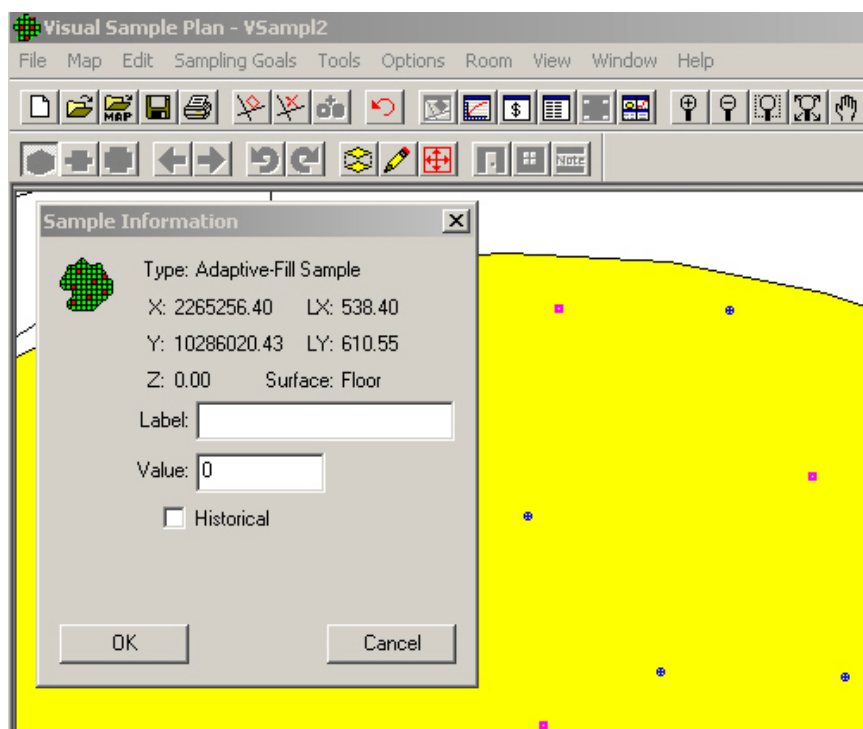 Visual Sample Plan - VSampl2
File Map Edit Sampling Goals Tools Options Room View Window Help
MAP $
Note
Sample Information
Type: Adaptive-Fill Sample
X: 2265256.40 LX: 538.40
Y: 10286020.43 LY: 610.55
Z: 0.00 Surface: Floor
Label:
Value: 0
Historical
OK Cancel